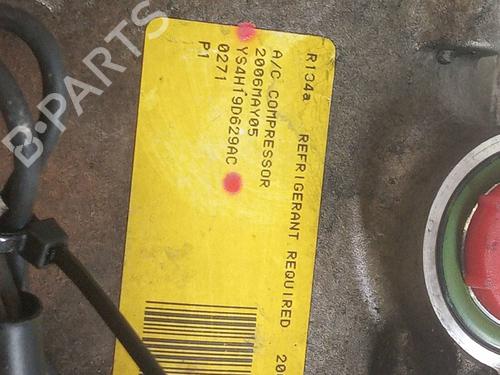 R134a REFRIGERANT REQUIRED
A/C COMPRESSOR
2006MAY05
YS4H19D629AC
0271
P1
B-PARTS